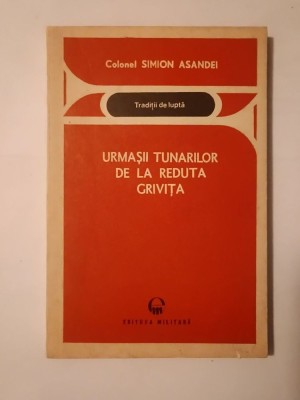 Colonel SIMION ASANDEI
Tradiții de luptă
URMAȘII TUNARILOR
DE LA REDUTA
GRIVIȚA
EDITURA MILITARĂ